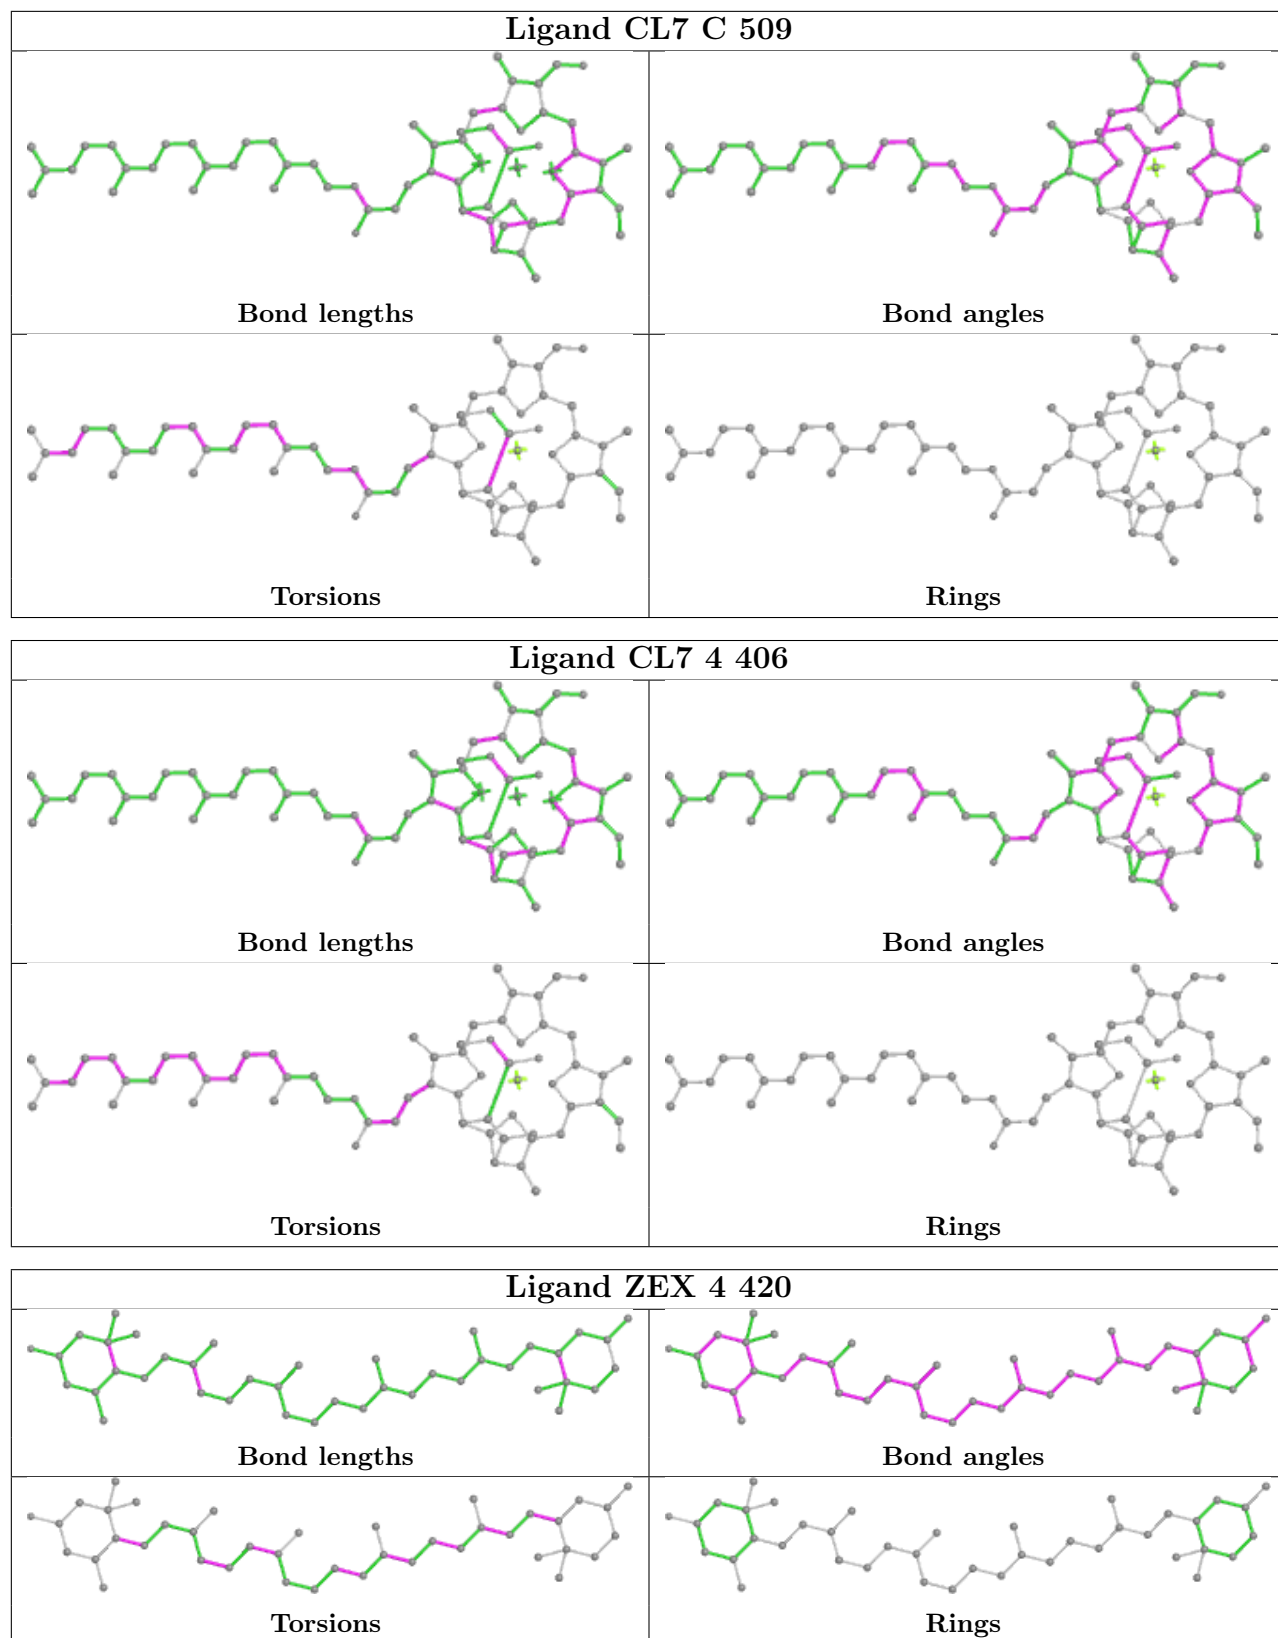 Ligand CL7 C 509
Bond lengths
Bond angles
Torsions
Rings
Ligand CL7 4 406
Bond lengths
Bond angles
Torsions
Rings
Ligand ZEX 4 420
Bond lengths
Bond angles
Torsions
Rings